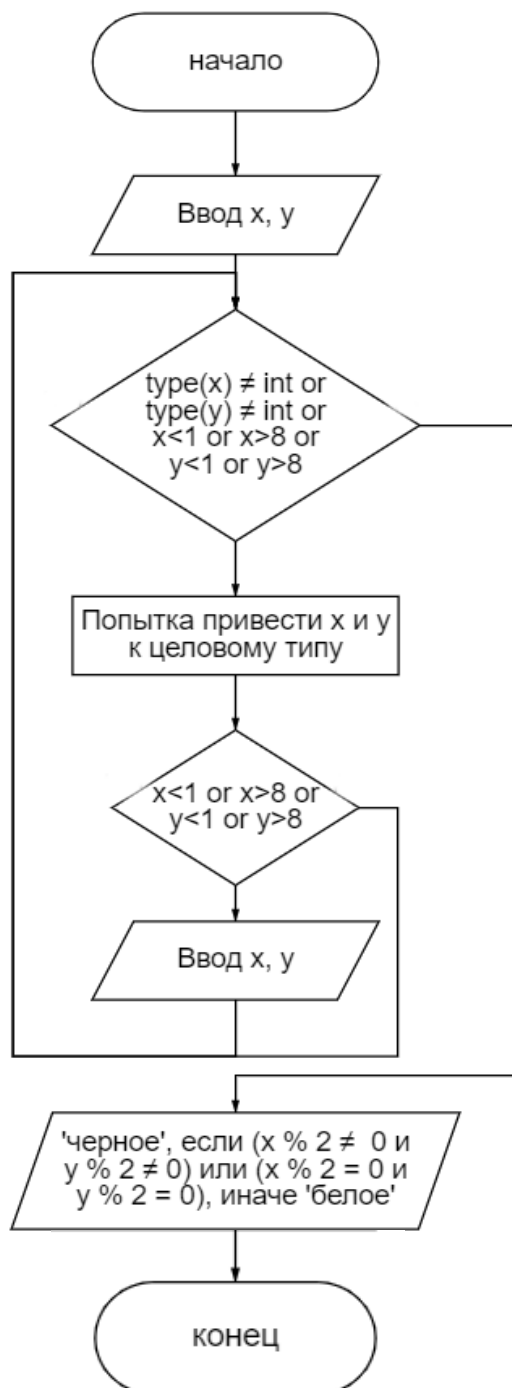 начало
Ввод x, y
type(x) ≠ int or
type(y) ≠ int or
x<1 or x>8 or
y<1 or y>8
Попытка привести x и y
к целовому типу
x<1 or x>8 or
y<1 or y>8
Ввод x, y
'черное', если (x % 2 ≠ 0 и
y % 2 ≠ 0) или (x % 2 = 0 и
y % 2 = 0), иначе 'белое'
конец